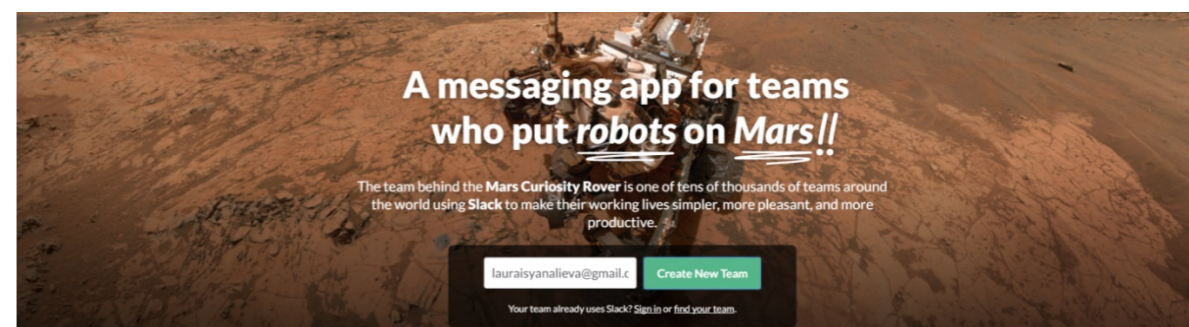 A messaging app for teams
who put robots on Mars!!
The team behind the Mars Curiosity Rover is one of tens of thousands of teams around
the world using Slack to make their working lives simpler, more pleasant, and more
productive.
lauraisyanalieva@gmail.c Create New Team
Your team already uses Slack? Sign in or find your team.